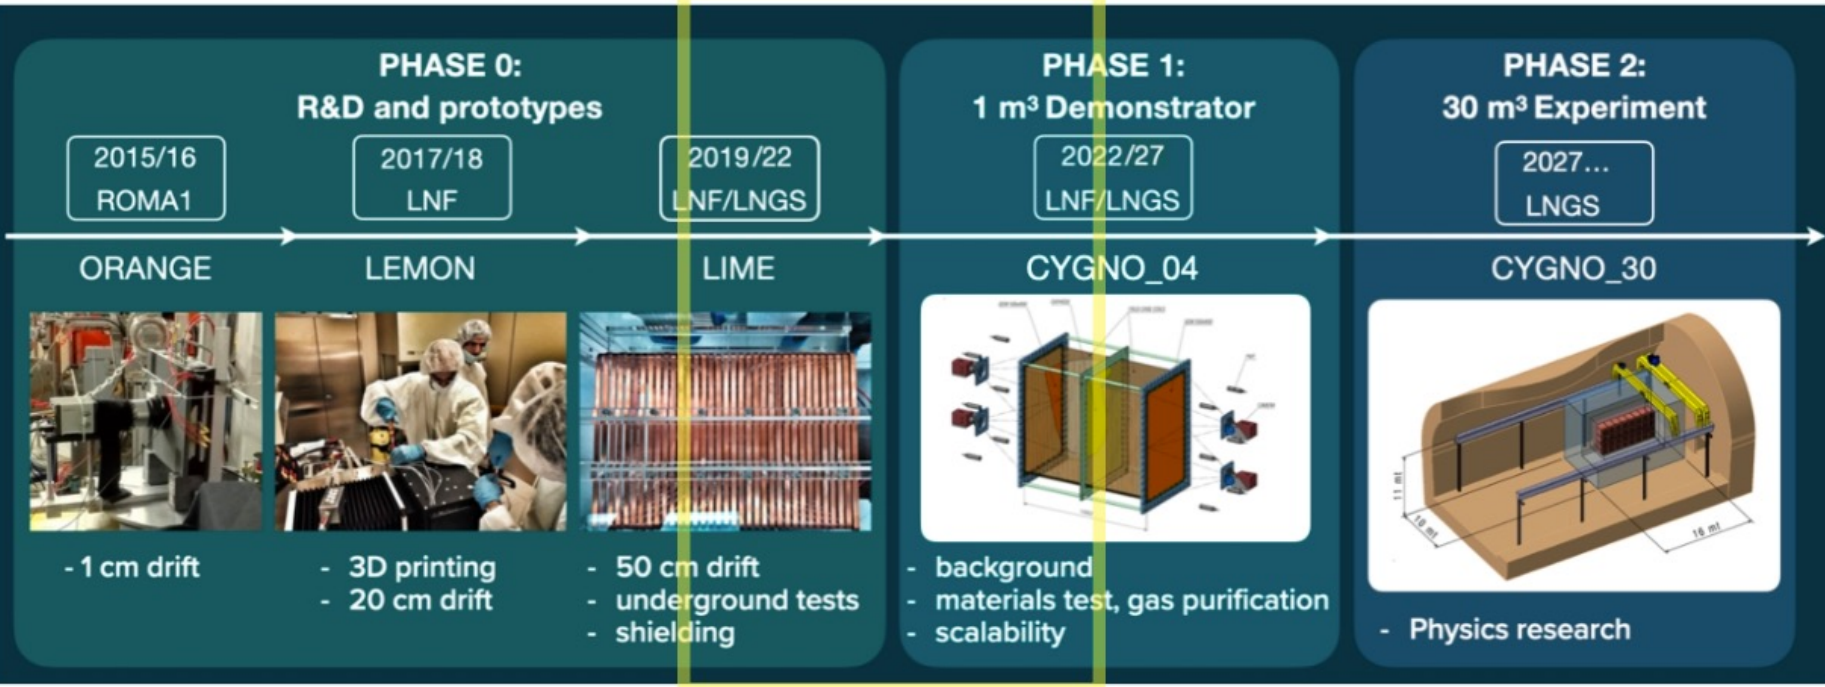 PHASE 0:
R&D and prototypes
2015/16
ROMA1
2017/18
LNF
2019/22
LNF/LNGS
ORANGE
LEMON
LIME
- 1 cm drift
- 3D printing
- 20 cm drift
- 50 cm drift
- underground tests
- shielding
PHASE 1:
1 m³ Demonstrator
2022/27
LNF/LNGS
CYGNO_04
- background
- materials test, gas purification
- scalability
PHASE 2:
30 m³ Experiment
2027...
LNGS
CYGNO_30
11 mt
10 mt
16 mt
- Physics research